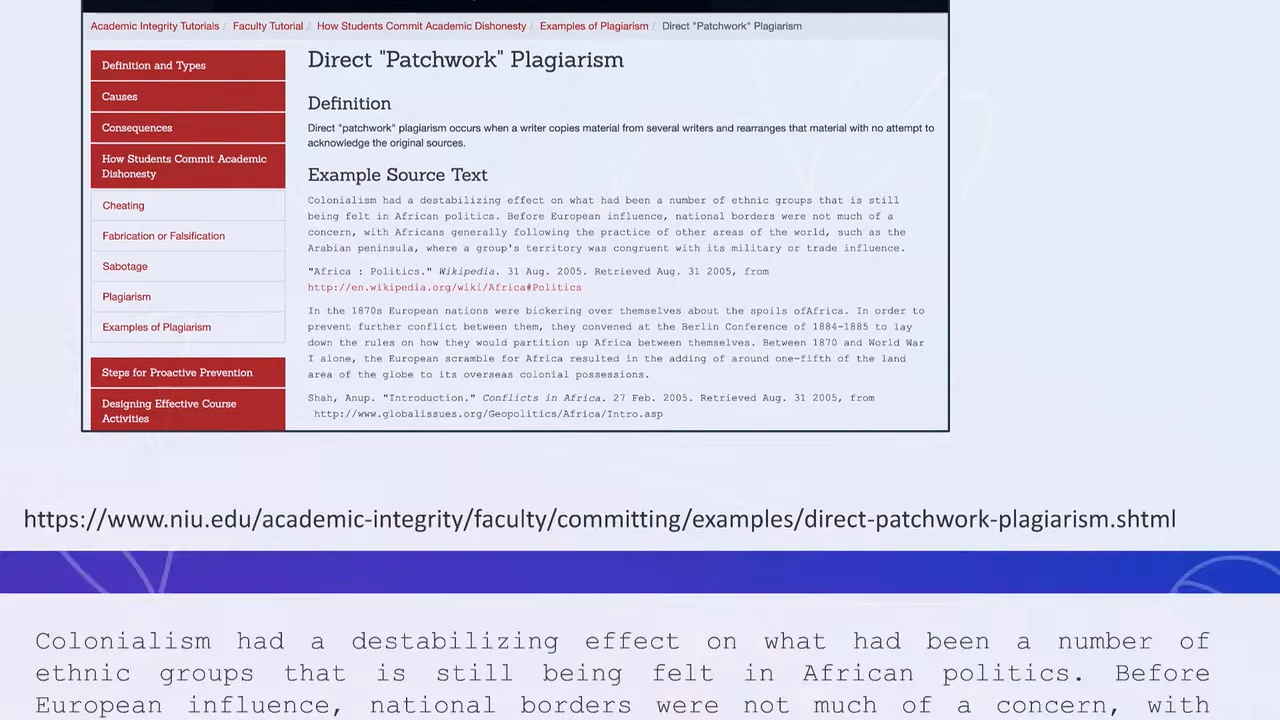 Academic Integrity Tutorials / Faculty Tutorial / How Students Commit Academic Dishonesty / Examples of Plagiarism / Direct "Patchwork" Plagiarism
Definition and Types
Causes
Consequences
How Students Commit Academic
Dishonesty
Cheating
Fabrication or Falsification
Sabotage
Plagiarism
Examples of Plagiarism
Steps for Proactive Prevention
Designing Effective Course
Activities
Direct "Patchwork" Plagiarism
Definition
Direct "patchwork" plagiarism occurs when a writer copies material from several writers and rearranges that material with no attempt to
acknowledge the original sources.
Example Source Text
Colonialism had a destabilizing effect on what had been a number of ethnic groups that is still
being felt in African politics. Before European influence, national borders were not much of a
concern, with Africans generally following the practice of other areas of the world, such as the
Arabian peninsula, where a group's territory was congruent with its military or trade influence.
"Africa : Politics." Wikipedia. 31 Aug. 2005. Retrieved Aug. 31 2005, from
http://en.wikipedia.org/wiki/Africa#Politics
In the 1870s European nations were bickering over themselves about the spoils ofAfrica. In order to
prevent further conflict between them, they convened at the Berlin Conference of 1884-1885 to lay
down the rules on how they would partition up Africa between themselves. Between 1870 and World War
I alone, the European scramble for Africa resulted in the adding of around one-fifth of the land
area of the globe to its overseas colonial possessions.
Shah, Anup. "Introduction." Conflicts in Africa. 27 Feb. 2005. Retrieved Aug. 31 2005, from
http://www.globalissues.org/Geopolitics/Africa/Intro.asp
https://www.niu.edu/academic-integrity/faculty/committing/examples/direct-patchwork-plagiarism.shtml
Colonialism had a destabilizing effect on what had been a number of
ethnic groups that is still being felt in African politics. Before
European influence, national borders were not much of a concern, with